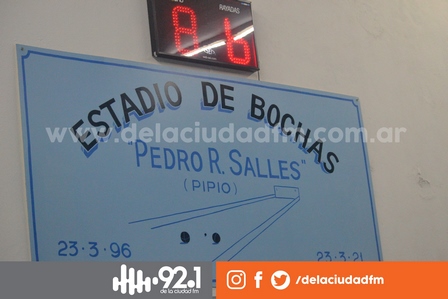 RAYADAS
A 6
ESTADIO DE BOCHAS
www.delaciudadfm.com.ar
"PEDRO R. SALLES"
(PIPIO)
23·3·96
23·3·21
92.1
de la ciudad fm
/delaciudadfm